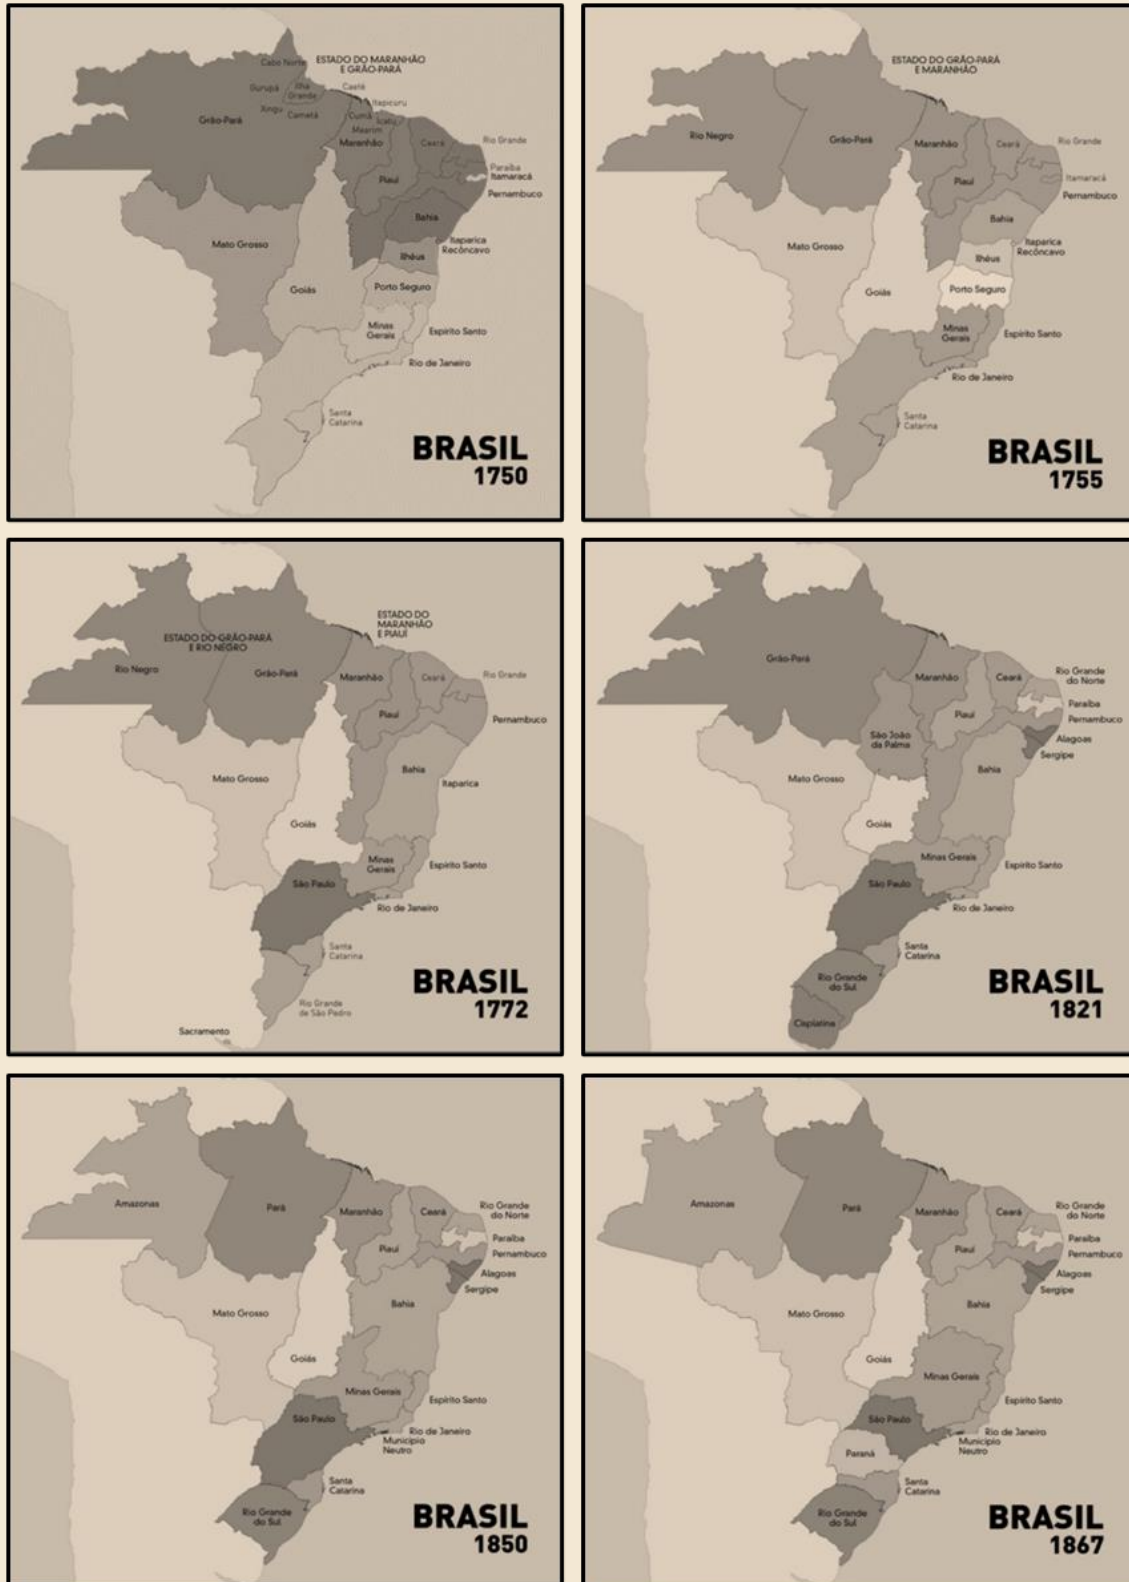 Cabo Norte
ESTADO DO MARANHÃO
E GRÃO-PARÁ
Gurupá
Ilha
Grande
Caeté
Xingu
Cametá
Itapicuru
Cumã
Icatu
Mearim
Grão-Pará
Maranhão
Ceará
Rio Grande
Paraíba
Itamaracá
Piauí
Pernambuco
Bahia
Mato Grosso
Itaparica
Recôncavo
Ilhéus
Goiás
Porto Seguro
Minas
Gerais
Espírito Santo
Rio de Janeiro
Santa
Catarina
BRASIL
1750
ESTADO DO GRÃO-PARÁ
E MARANHÃO
Rio Negro
Grão-Pará
Maranhão
Ceará
Rio Grande
Itamaracá
Piauí
Pernambuco
Bahia
Mato Grosso
Itaparica
Recôncavo
Ilhéus
Goiás
Porto Seguro
Minas
Gerais
Espírito Santo
Rio de Janeiro
Santa
Catarina
BRASIL
1755
ESTADO DO GRÃO-PARÁ
E RIO NEGRO
ESTADO DO
MARANHÃO
E PIAUÍ
Rio Negro
Grão-Pará
Maranhão
Ceará
Rio Grande
Piauí
Pernambuco
Mato Grosso
Bahia
Itaparica
Goiás
Minas
Gerais
Espírito Santo
São Paulo
Rio de Janeiro
Santa
Catarina
Rio Grande
de São Pedro
Sacramento
BRASIL
1772
Grão-Pará
Maranhão
Ceará
Rio Grande
do Norte
Paraíba
Piauí
Pernambuco
São João
da Palma
Alagoas
Sergipe
Mato Grosso
Bahia
Goiás
Minas Gerais
Espírito Santo
São Paulo
Rio de Janeiro
Santa
Catarina
Rio Grande
do Sul
Cisplatina
BRASIL
1821
Amazonas
Pará
Maranhão
Ceará
Rio Grande
do Norte
Paraíba
Piauí
Pernambuco
Alagoas
Sergipe
Mato Grosso
Bahia
Goiás
Minas Gerais
Espírito Santo
São Paulo
Rio de Janeiro
Município
Neutro
Santa
Catarina
Rio Grande
do Sul
BRASIL
1850
Amazonas
Pará
Maranhão
Ceará
Rio Grande
do Norte
Paraíba
Piauí
Pernambuco
Alagoas
Sergipe
Mato Grosso
Bahia
Goiás
Minas Gerais
Espírito Santo
São Paulo
Rio de Janeiro
Município
Neutro
Paraná
Santa
Catarina
Rio Grande
do Sul
BRASIL
1867